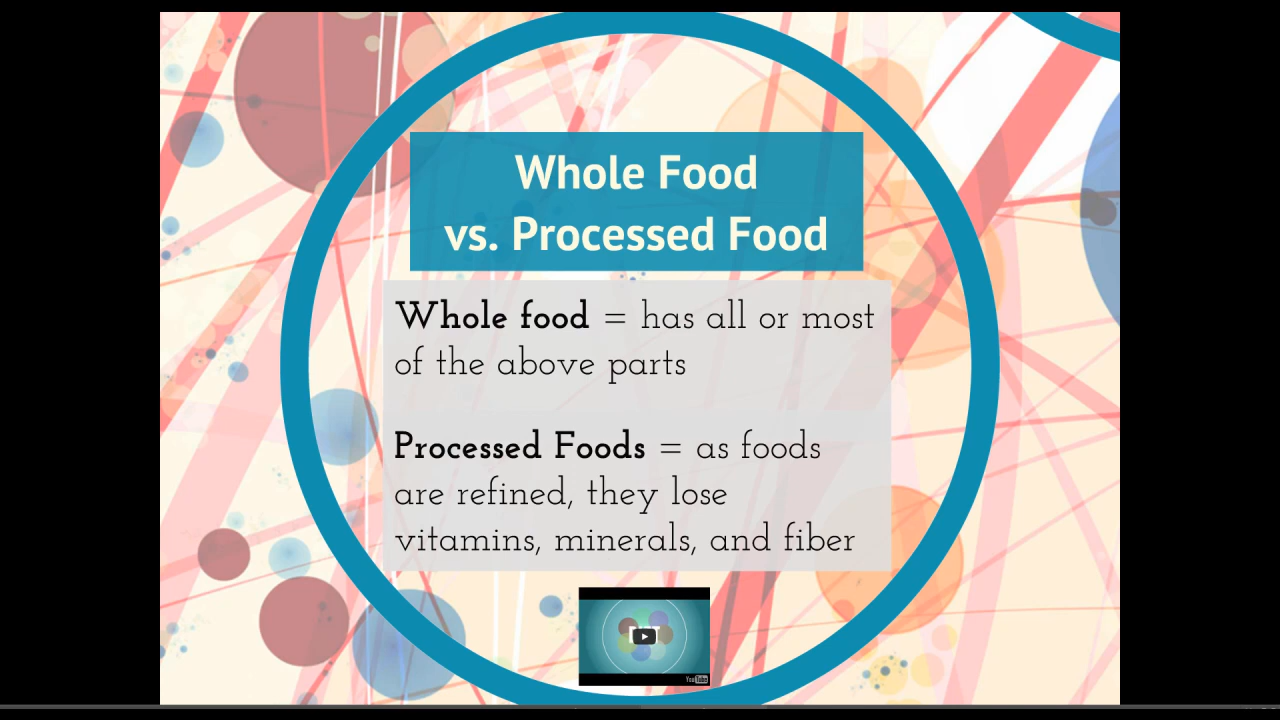 Whole Food
vs. Processed Food
Whole food = has all or most
of the above parts
Processed Foods = as foods
are refined, they lose
vitamins, minerals, and fiber
YouTube